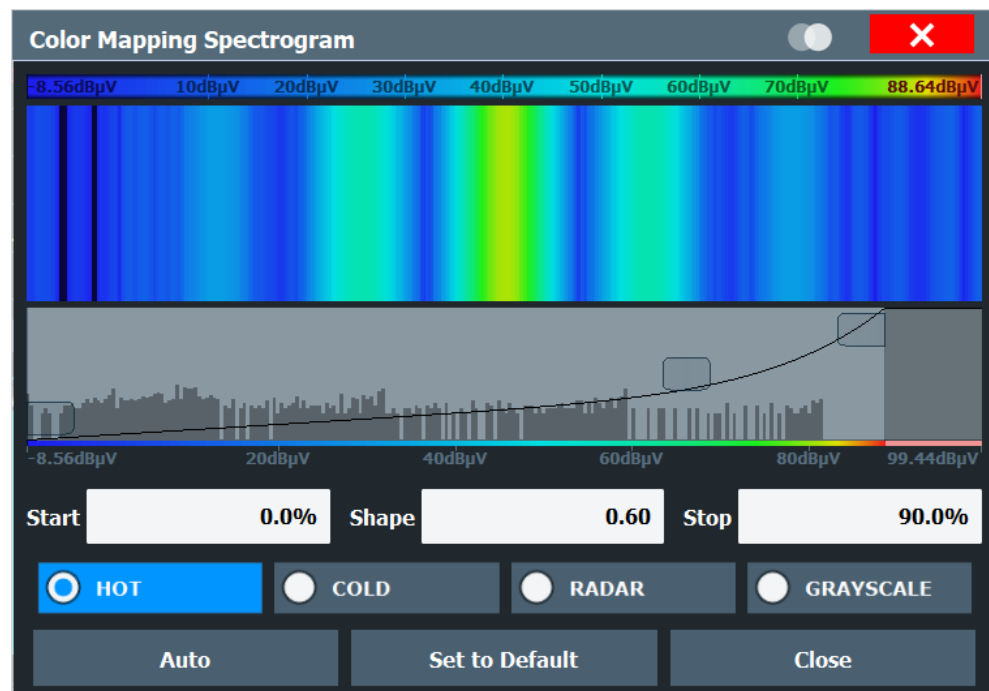 Color Mapping Spectrogram
-8.56dBµV 10dBµV 20dBµV 30dBµV 40dBµV 50dBµV 60dBµV 70dBµV 88.64dBµV
-8.56dBµV 20dBµV 40dBµV 60dBµV 80dBµV 99.44dBµV
Start 0.0% Shape 0.60 Stop 90.0%
HOT COLD RADAR GRAYSCALE
Auto Set to Default Close